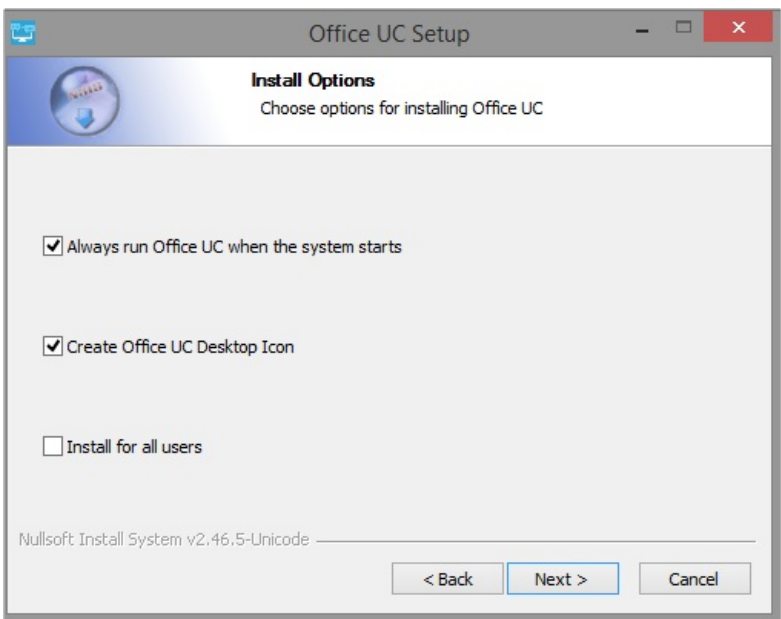 Office UC Setup
Install Options
Choose options for installing Office UC
Always run Office UC when the system starts
Create Office UC Desktop Icon
Install for all users
Nullsoft Install System v2.46.5-Unicode
< Back Next > Cancel